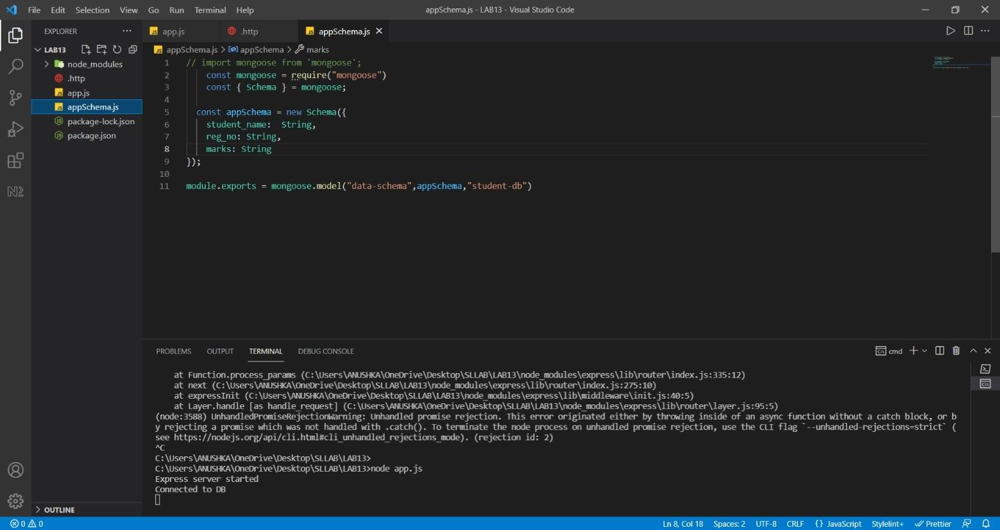 File Edit Selection View Go Run Terminal Help
appSchema.js - LAB13 - Visual Studio Code
EXPLORER
LAB13
node_modules
.http
app.js
appSchema.js
package-lock.json
package.json
OUTLINE
app.js .http appSchema.js
appSchema.js > appSchema > marks
1 // import mongoose from 'mongoose';
2 const mongoose = require("mongoose")
3 const { Schema } = mongoose;
4
5 const appSchema = new Schema({
6 student_name:  String,
7 reg_no: String,
8 marks: String
9 });
10
11 module.exports = mongoose.model("data-schema",appSchema,"student-db")
PROBLEMS OUTPUT TERMINAL DEBUG CONSOLE
cmd
at Function.process_params (C:\Users\ANUSHKA\OneDrive\Desktop\SLLAB\LAB13\node_modules\express\lib\router\index.js:335:12)
at next (C:\Users\ANUSHKA\OneDrive\Desktop\SLLAB\LAB13\node_modules\express\lib\router\index.js:275:10)
at expressInit (C:\Users\ANUSHKA\OneDrive\Desktop\SLLAB\LAB13\node_modules\express\lib\middleware\init.js:40:5)
at Layer.handle [as handle_request] (C:\Users\ANUSHKA\OneDrive\Desktop\SLLAB\LAB13\node_modules\express\lib\router\layer.js:95:5)
(node:3588) UnhandledPromiseRejectionWarning: Unhandled promise rejection. This error originated either by throwing inside of an async function without a catch block, or b
y rejecting a promise which was not handled with .catch(). To terminate the node process on unhandled promise rejection, use the CLI flag `--unhandled-rejections=strict` (
see https://nodejs.org/api/cli.html#cli_unhandled_rejections_mode). (rejection id: 2)
^C
C:\Users\ANUSHKA\OneDrive\Desktop\SLLAB\LAB13>
C:\Users\ANUSHKA\OneDrive\Desktop\SLLAB\LAB13>node app.js
Express server started
Connected to DB
0 0
Ln 8, Col 18 Spaces: 2 UTF-8 CRLF {} JavaScript Stylelint+ Prettier